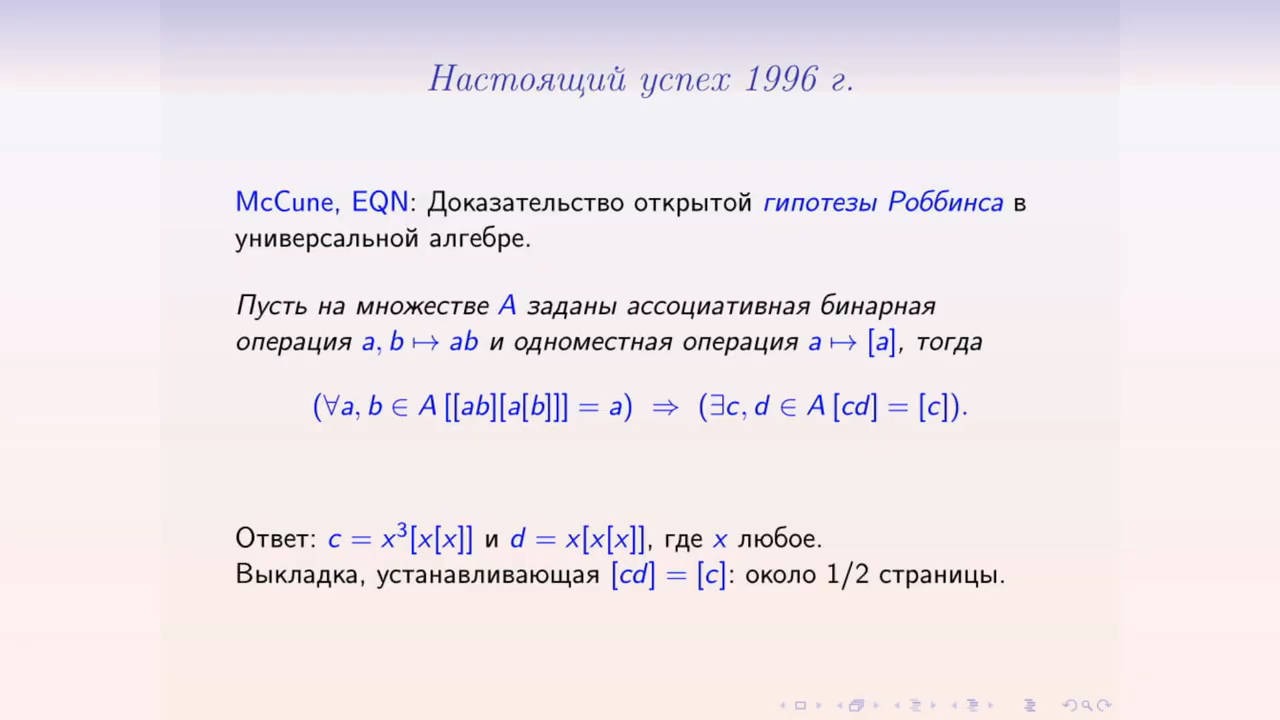 Настоящий успех 1996 г.
McCune, EQN: Доказательство открытой гипотезы Роббинса в
универсальной алгебре.
Пусть на множестве A заданы ассоциативная бинарная
операция a, b ↦ ab и одноместная операция a ↦ [a], тогда
(∀a, b ∈ A [[ab][a[b]]] = a) ⇒ (∃c, d ∈ A [cd] = [c]).
Ответ: c = x³[x[x]] и d = x[x[x]], где x любое.
Выкладка, устанавливающая [cd] = [c]: около 1/2 страницы.